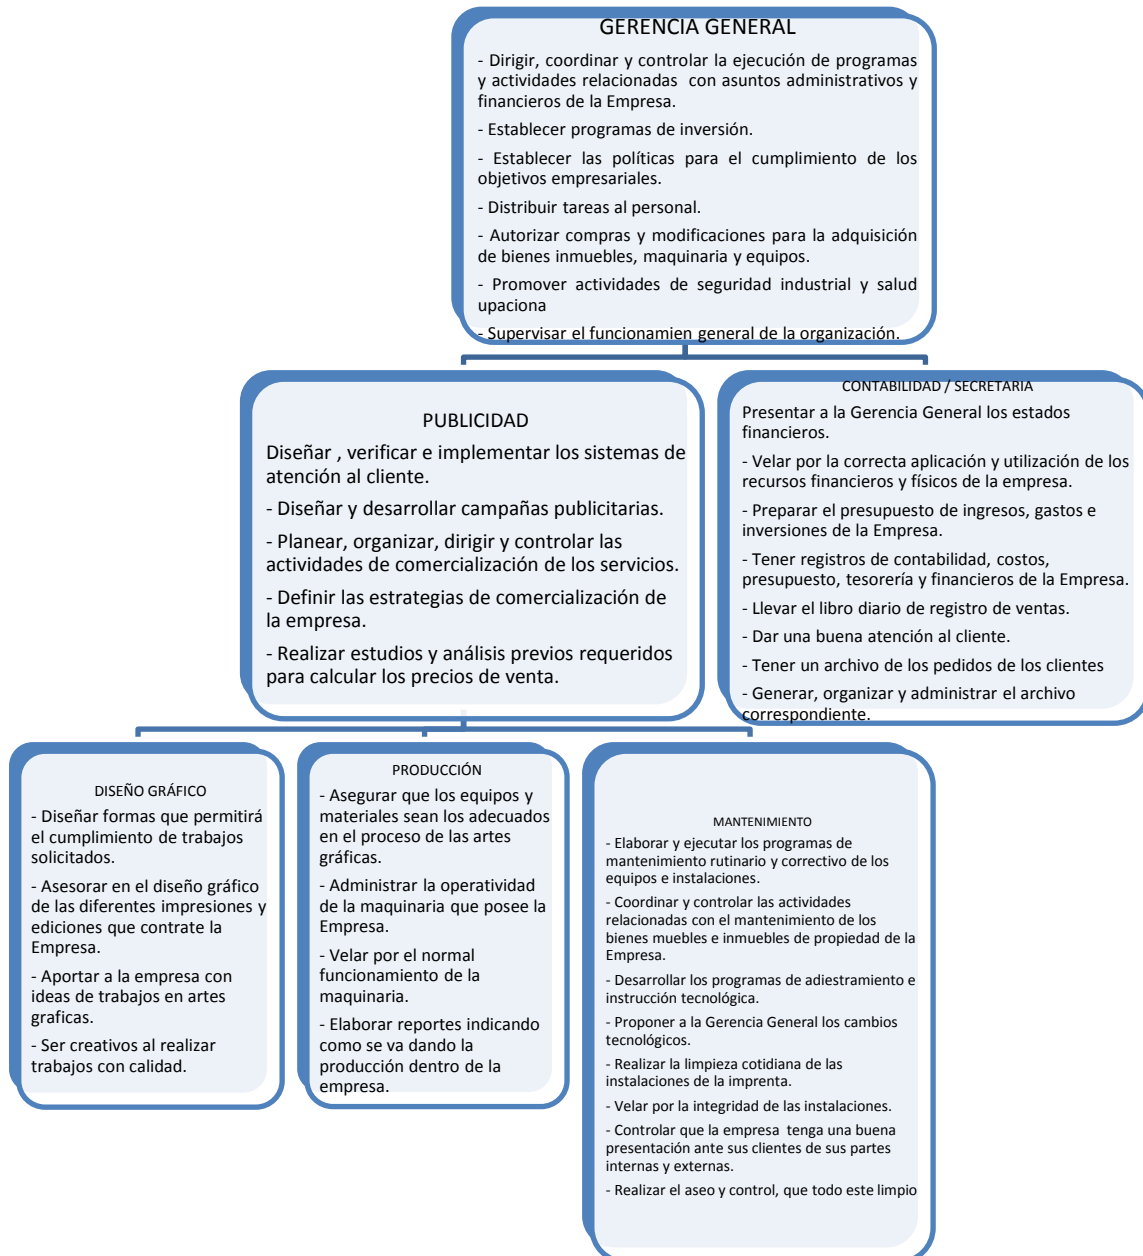 GERENCIA GENERAL
- Dirigir, coordinar y controlar la ejecución de programas
y actividades relacionadas con asuntos administrativos y
financieros de la Empresa.
- Establecer programas de inversión.
- Establecer las políticas para el cumplimiento de los
objetivos empresariales.
- Distribuir tareas al personal.
- Autorizar compras y modificaciones para la adquisición
de bienes inmuebles, maquinaria y equipos.
- Promover actividades de seguridad industrial y salud
upaciona
- Supervisar el funcionamien general de la organización.
PUBLICIDAD
Diseñar , verificar e implementar los sistemas de
atención al cliente.
- Diseñar y desarrollar campañas publicitarias.
- Planear, organizar, dirigir y controlar las
actividades de comercialización de los servicios.
- Definir las estrategias de comercialización de
la empresa.
- Realizar estudios y análisis previos requeridos
para calcular los precios de venta.
CONTABILIDAD / SECRETARIA
Presentar a la Gerencia General los estados
financieros.
- Velar por la correcta aplicación y utilización de los
recursos financieros y físicos de la empresa.
- Preparar el presupuesto de ingresos, gastos e
inversiones de la Empresa.
- Tener registros de contabilidad, costos,
presupuesto, tesorería y financieros de la Empresa.
- Llevar el libro diario de registro de ventas.
- Dar una buena atención al cliente.
- Tener un archivo de los pedidos de los clientes
- Generar, organizar y administrar el archivo
correspondiente.
DISEÑO GRÁFICO
- Diseñar formas que permitirá
el cumplimiento de trabajos
solicitados.
- Asesorar en el diseño gráfico
de las diferentes impresiones y
ediciones que contrate la
Empresa.
- Aportar a la empresa con
ideas de trabajos en artes
graficas.
- Ser creativos al realizar
trabajos con calidad.
PRODUCCIÓN
- Asegurar que los equipos y
materiales sean los adecuados
en el proceso de las artes
gráficas.
- Administrar la operatividad
de la maquinaria que posee la
Empresa.
- Velar por el normal
funcionamiento de la
maquinaria.
- Elaborar reportes indicando
como se va dando la
producción dentro de la
empresa.
MANTENIMIENTO
- Elaborar y ejecutar los programas de
mantenimiento rutinario y correctivo de los
equipos e instalaciones.
- Coordinar y controlar las actividades
relacionadas con el mantenimiento de los
bienes muebles e inmuebles de propiedad de la
Empresa.
- Desarrollar los programas de adiestramiento e
instrucción tecnológica.
- Proponer a la Gerencia General los cambios
tecnológicos.
- Realizar la limpieza cotidiana de las
instalaciones de la imprenta.
- Velar por la integridad de las instalaciones.
- Controlar que la empresa tenga una buena
presentación ante sus clientes de sus partes
internas y externas.
- Realizar el aseo y control, que todo este limpio